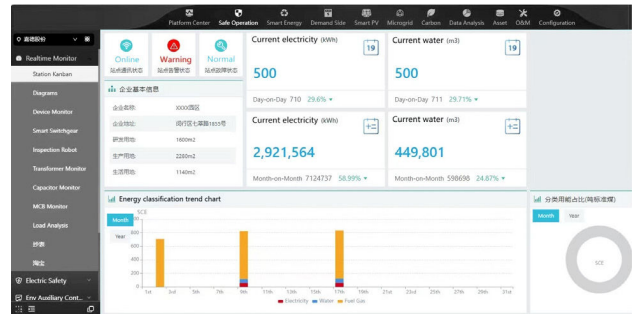 Platform Center Safe Operation Smart Energy Demand Side Smart PV Microgrid Carbon Data Analysis Asset O&M Configuration
Realtime Monitor
Station Kanban
Diagrams
Device Monitor
Smart Switchgear
Inspection Robot
Transformer Monitor
Capacitor Monitor
MCB Monitor
Load Analysis
抄表
淘尘
Electric Safety
Env Auxiliary Cont...
Online
站点通讯状态
Warning
站点告警状态
Normal
站点故障状态
企业基本信息
企业名称: XXXX园区
企业地址: 闵行区七莘路1855号
研发用地: 1600m2
生产用地: 2280m2
生活用地: 1140m2
Current electricity (kWh)
19
500
Day-on-Day 710 29.6%
Current water (m3)
19
500
Day-on-Day 711 29.71%
Current electricity (kWh)
2,921,564
Month-on-Month 7124737 58.99%
Current water (m3)
449,801
Month-on-Month 598698 24.87%
Energy classification trend chart
Month
Year
SCE
800
600
400
200
0
1st 3rd 5th 7th 9th 11th 13th 15th 17th 19th 21st 23rd 25th 27th 29th 31st
Electricity Water Fuel Gas
分类用能占比(吨标准煤)
Month Year
SCE